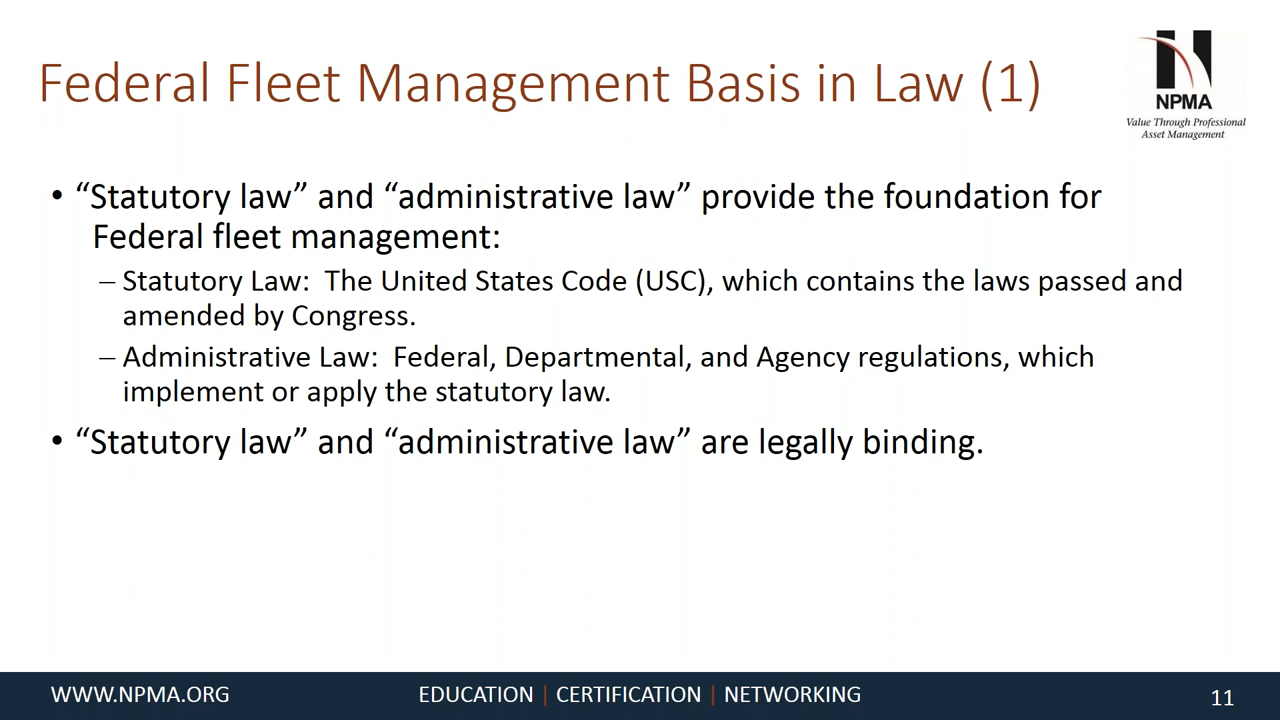 Federal Fleet Management Basis in Law (1)
NPMA
Value Through Professional
Asset Management
• “Statutory law” and “administrative law” provide the foundation for
Federal fleet management:
– Statutory Law:  The United States Code (USC), which contains the laws passed and
amended by Congress.
– Administrative Law:  Federal, Departmental, and Agency regulations, which
implement or apply the statutory law.
• “Statutory law” and “administrative law” are legally binding.
WWW.NPMA.ORG
EDUCATION | CERTIFICATION | NETWORKING
11